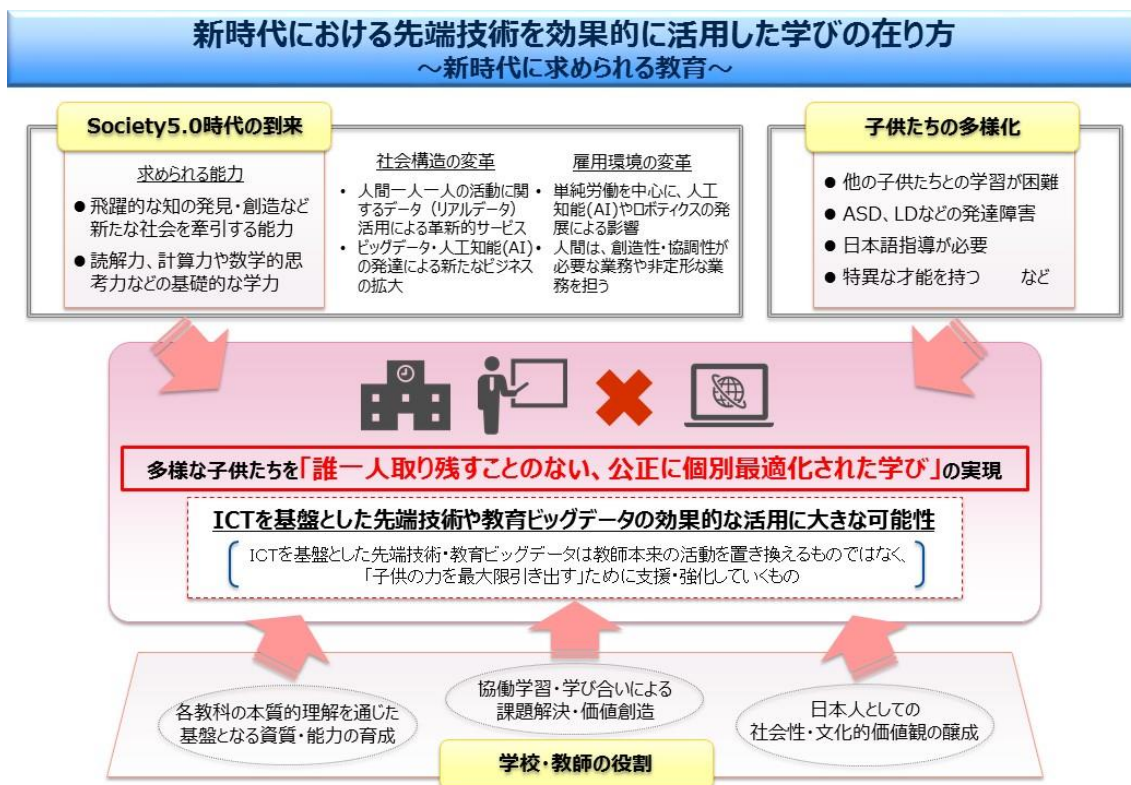 新時代における先端技術を効果的に活用した学びの在り方
～新時代に求められる教育～
Society5.0時代の到来
求められる能力
● 飛躍的な知の発見・創造など
新たな社会を牽引する能力
● 読解力、計算力や数学的思
考力などの基礎的な学力
社会構造の変革
• 人間一人一人の活動に関
するデータ（リアルデータ）
活用による革新的サービス
• ビッグデータ・人工知能(AI)
の発達による新たなビジネス
の拡大
雇用環境の変革
• 単純労働を中心に、人工
知能(AI)やロボティクスの発
展による影響
• 人間は、創造性・協調性が
必要な業務や非定形な業
務を担う
子供たちの多様化
● 他の子供たちとの学習が困難
● ASD、LDなどの発達障害
● 日本語指導が必要
● 特異な才能を持つ　　など
多様な子供たちを「誰一人取り残すことのない、公正に個別最適化された学び」の実現
ICTを基盤とした先端技術や教育ビッグデータの効果的な活用に大きな可能性
ICTを基盤とした先端技術・教育ビッグデータは教師本来の活動を置き換えるものではなく、
「子供の力を最大限引き出す」ために支援・強化していくもの
各教科の本質的理解を通じた
基盤となる資質・能力の育成
協働学習・学び合いによる
課題解決・価値創造
日本人としての
社会性・文化的価値観の醸成
学校・教師の役割